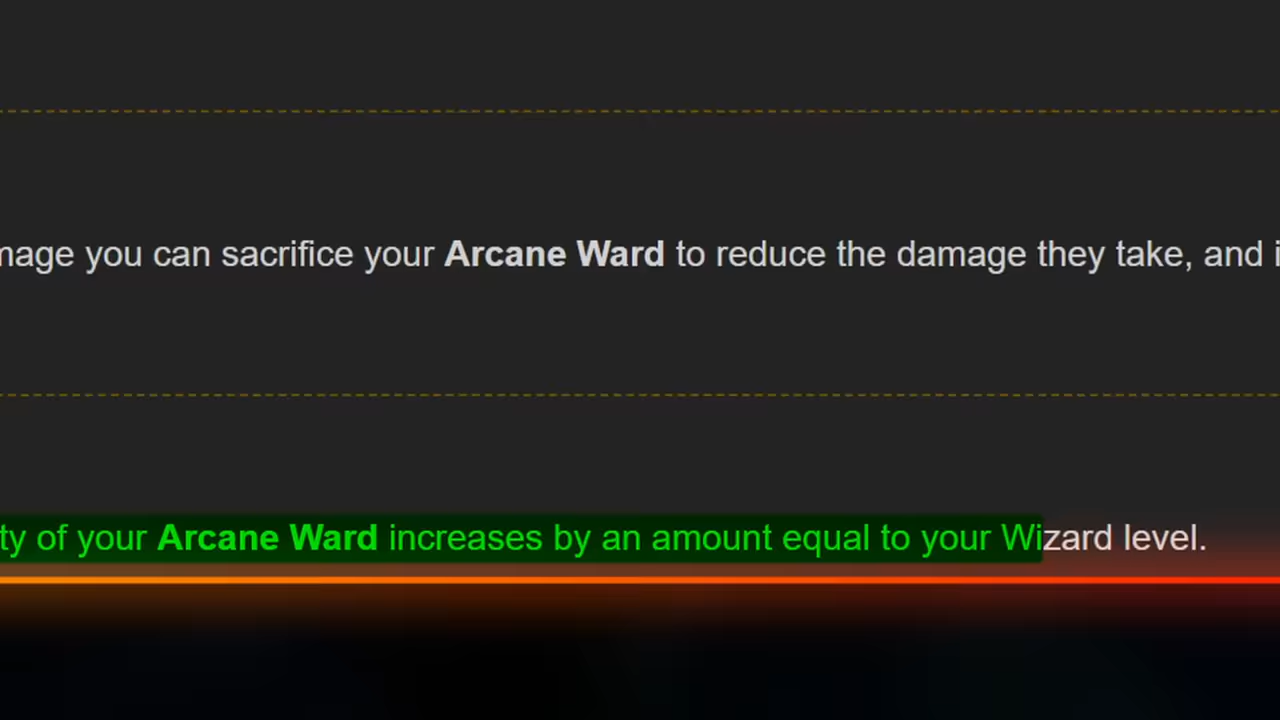 mage you can sacrifice your Arcane Ward to reduce the damage they take, and i
ty of your Arcane Ward increases by an amount equal to your Wizard level.